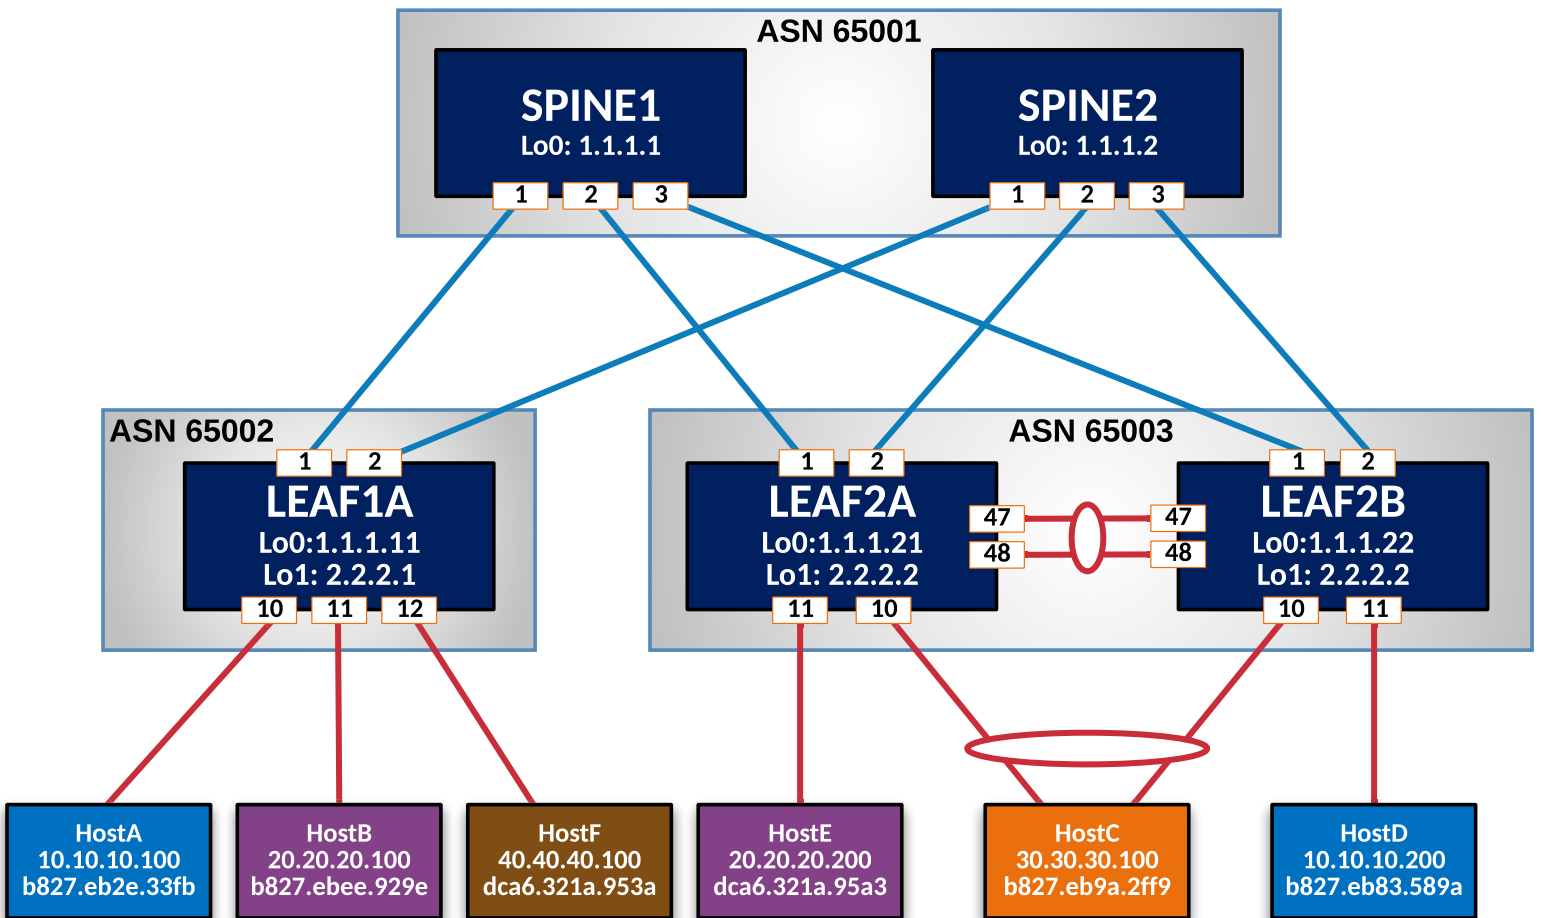 ASN 65001
SPINE1
Lo0: 1.1.1.1
1 2 3
SPINE2
Lo0: 1.1.1.2
1 2 3
ASN 65002
1 2
LEAF1A
Lo0:1.1.1.11
Lo1: 2.2.2.1
10 11 12
ASN 65003
1 2
LEAF2A
Lo0:1.1.1.21
Lo1: 2.2.2.2
47
48
11 10
1 2
LEAF2B
Lo0:1.1.1.22
Lo1: 2.2.2.2
47
48
10 11
HostA
10.10.10.100
b827.eb2e.33fb
HostB
20.20.20.100
b827.ebee.929e
HostF
40.40.40.100
dca6.321a.953a
HostE
20.20.20.200
dca6.321a.95a3
HostC
30.30.30.100
b827.eb9a.2ff9
HostD
10.10.10.200
b827.eb83.589a